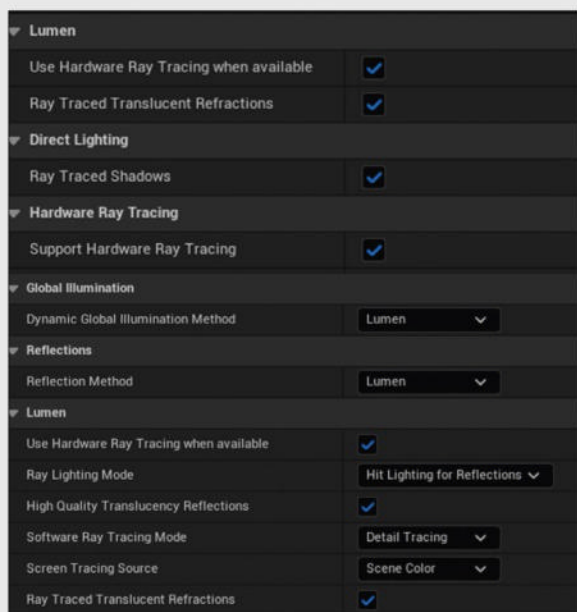 Lumen
Use Hardware Ray Tracing when available
Ray Traced Translucent Refractions
Direct Lighting
Ray Traced Shadows
Hardware Ray Tracing
Support Hardware Ray Tracing
Global Illumination
Dynamic Global Illumination Method Lumen
Reflections
Reflection Method Lumen
Lumen
Use Hardware Ray Tracing when available
Ray Lighting Mode Hit Lighting for Reflections
High Quality Translucency Reflections
Software Ray Tracing Mode Detail Tracing
Screen Tracing Source Scene Color
Ray Traced Translucent Refractions